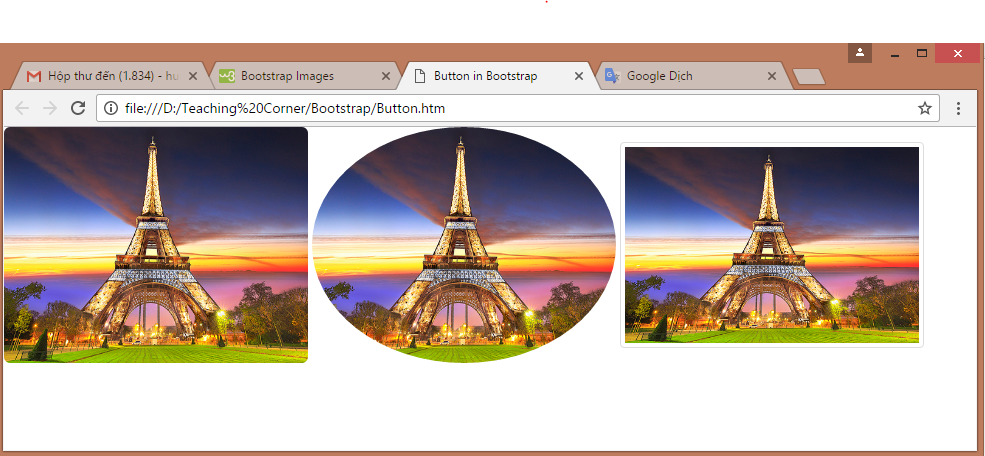 Hộp thư đến (1.834) - hu
Bootstrap Images
Button in Bootstrap
Google Dịch
file:///D:/Teaching%20Corner/Bootstrap/Button.htm